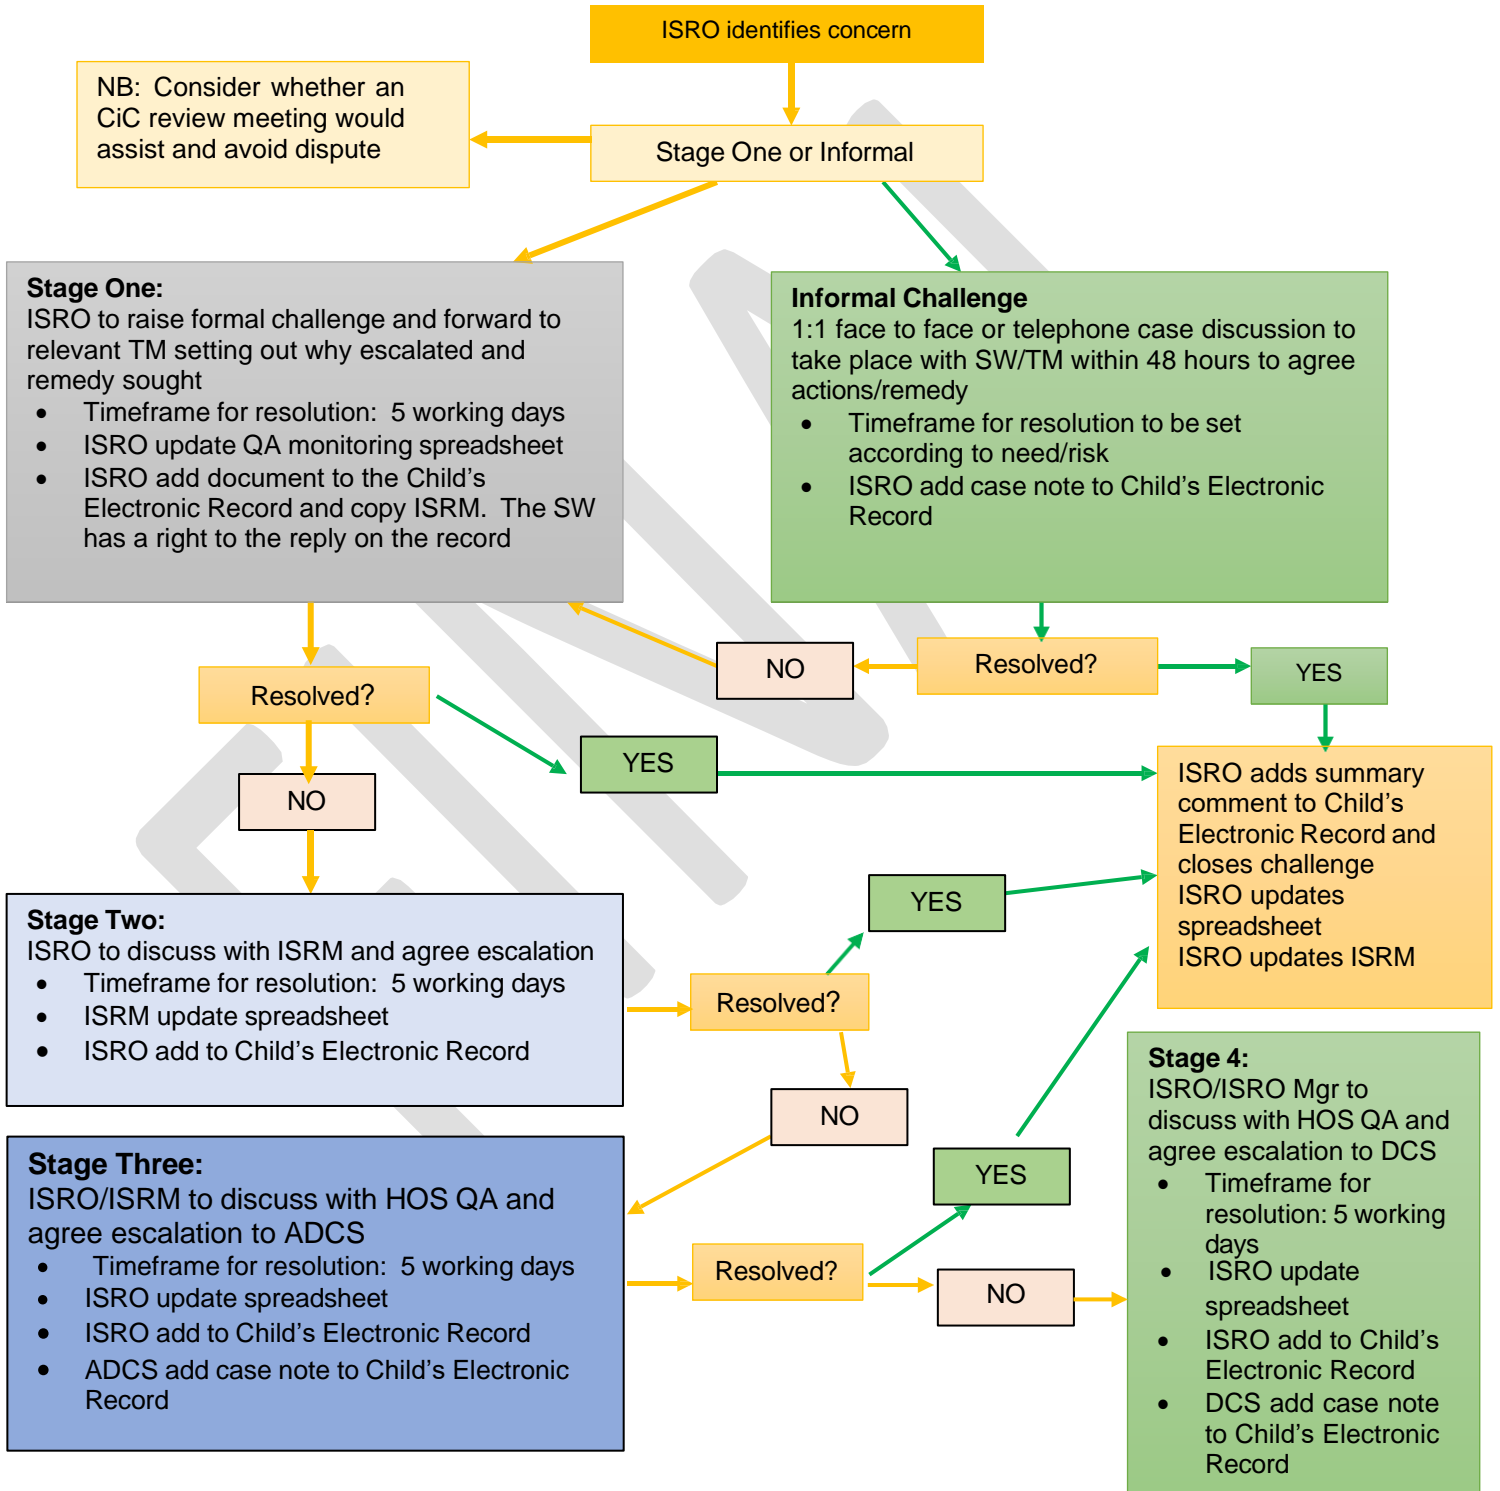 ISRO identifies concern
NB: Consider whether an
CiC review meeting would
assist and avoid dispute
Stage One or Informal
Stage One:
ISRO to raise formal challenge and forward to
relevant TM setting out why escalated and
remedy sought
• Timeframe for resolution: 5 working days
• ISRO update QA monitoring spreadsheet
• ISRO add document to the Child’s
Electronic Record and copy ISRM. The SW
has a right to the reply on the record
Informal Challenge
1:1 face to face or telephone case discussion to
take place with SW/TM within 48 hours to agree
actions/remedy
• Timeframe for resolution to be set
according to need/risk
• ISRO add case note to Child’s Electronic
Record
Resolved?
NO
Resolved?
YES
YES
NO
ISRO adds summary
comment to Child’s
Electronic Record and
closes challenge
ISRO updates
spreadsheet
ISRO updates ISRM
Stage Two:
ISRO to discuss with ISRM and agree escalation
• Timeframe for resolution: 5 working days
• ISRM update spreadsheet
• ISRO add to Child’s Electronic Record
YES
Resolved?
NO
Stage Three:
ISRO/ISRM to discuss with HOS QA and
agree escalation to ADCS
• Timeframe for resolution: 5 working days
• ISRO update spreadsheet
• ISRO add to Child’s Electronic Record
• ADCS add case note to Child’s Electronic
Record
YES
Resolved?
NO
Stage 4:
ISRO/ISRO Mgr to
discuss with HOS QA and
agree escalation to DCS
• Timeframe for
resolution: 5 working
days
• ISRO update
spreadsheet
• ISRO add to Child’s
Electronic Record
• DCS add case note
to Child’s Electronic
Record